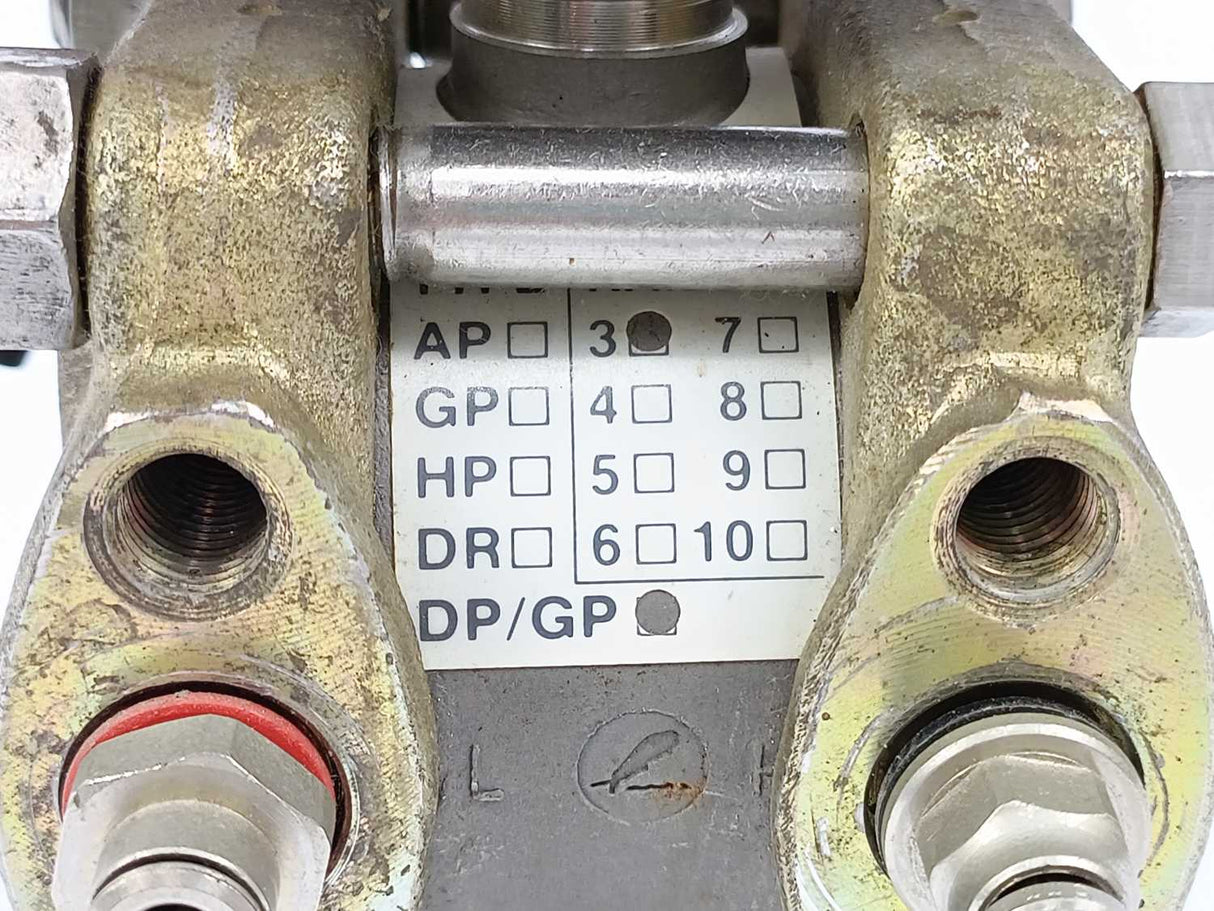 AP 3 7
GP 4 8
HP 5 9
DR 6 10
DP/GP
L H